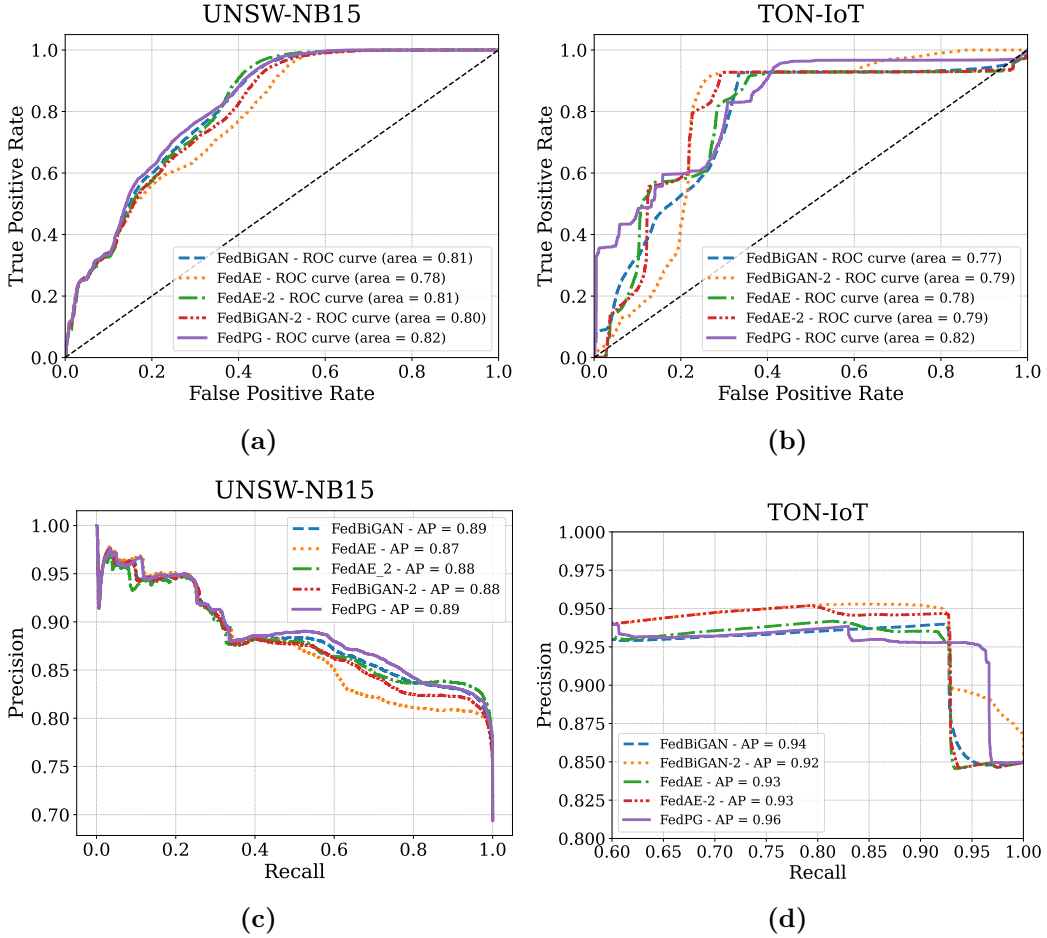 UNSW-NB15
True Positive Rate
1.0
0.8
0.6
0.4
0.2
0.0
FedBiGAN - ROC curve (area = 0.81)
FedAE - ROC curve (area = 0.78)
FedAE-2 - ROC curve (area = 0.81)
FedBiGAN-2 - ROC curve (area = 0.80)
FedPG - ROC curve (area = 0.82)
0.0 0.2 0.4 0.6 0.8 1.0
False Positive Rate
(a)
TON-IoT
True Positive Rate
1.0
0.8
0.6
0.4
0.2
0.0
FedBiGAN - ROC curve (area = 0.77)
FedBiGAN-2 - ROC curve (area = 0.79)
FedAE - ROC curve (area = 0.78)
FedAE-2 - ROC curve (area = 0.79)
FedPG - ROC curve (area = 0.82)
0.0 0.2 0.4 0.6 0.8 1.0
False Positive Rate
(b)
UNSW-NB15
Precision
1.00
0.95
0.90
0.85
0.80
0.75
0.70
FedBiGAN - AP = 0.89
FedAE - AP = 0.87
FedAE_2 - AP = 0.88
FedBiGAN-2 - AP = 0.88
FedPG - AP = 0.89
0.0 0.2 0.4 0.6 0.8 1.0
Recall
(c)
TON-IoT
Precision
1.000
0.975
0.950
0.925
0.900
0.875
0.850
0.825
0.800
FedBiGAN - AP = 0.94
FedBiGAN-2 - AP = 0.92
FedAE - AP = 0.93
FedAE-2 - AP = 0.93
FedPG - AP = 0.96
0.60 0.65 0.70 0.75 0.80 0.85 0.90 0.95 1.00
Recall
(d)